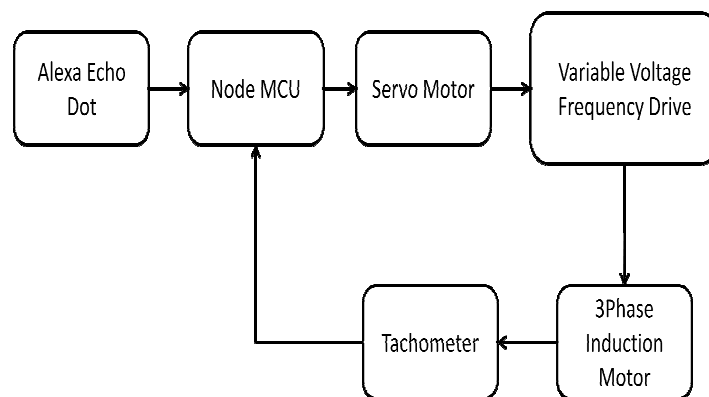 Alexa Echo
Dot
Node MCU
Servo Motor
Variable Voltage
Frequency Drive
Tachometer
3Phase
Induction
Motor